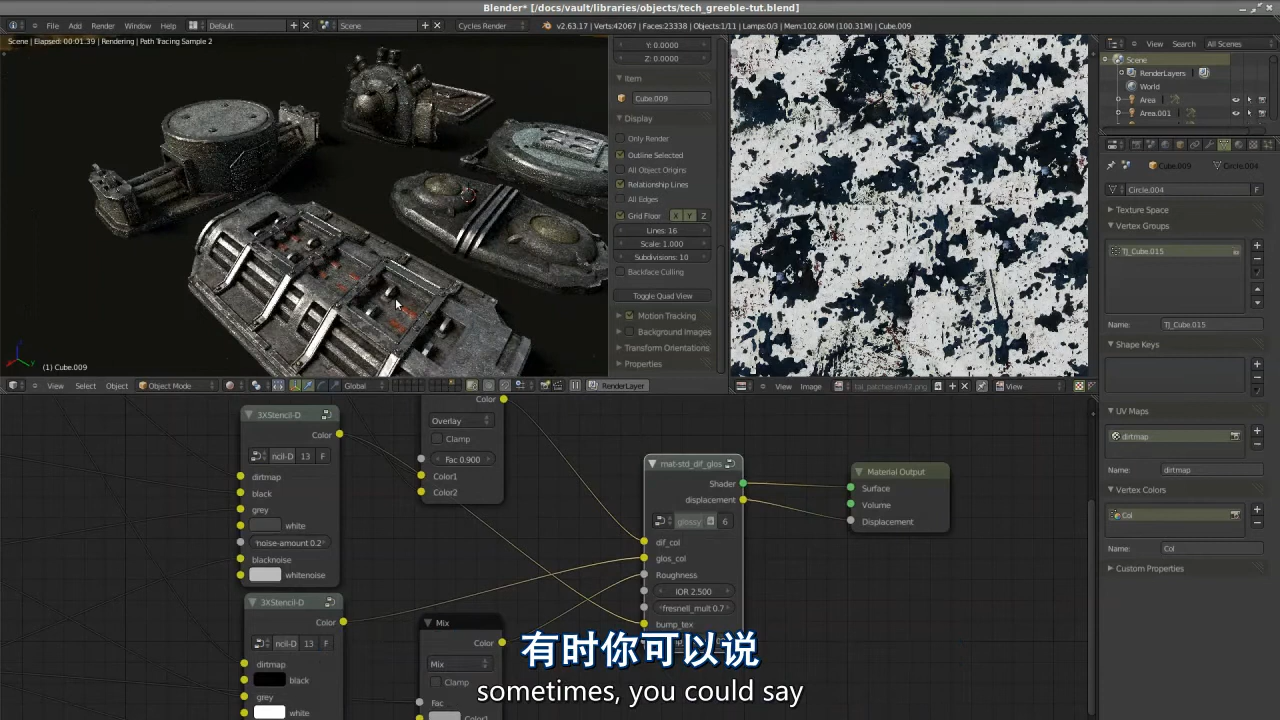 Blender* [/docs/vault/libraries/objects/tech_greeble-tut.blend]
File Add Render Window Help Default Scene Cycles Render v2.63.17 | Verts:42067 | Faces:23338 | Objects:1/11 | Lamps:0/3 | Mem:102.60M (100.31M) | Cube.009
Scene | Elapsed: 00:01.39 | Rendering | Path Tracing Sample 2
(1) Cube.009
View Select Object Object Mode Global RenderLayer
Y: 0.0000
Z: 0.0000
Item
Cube.009
Display
Only Render
Outline Selected
All Object Origins
Relationship Lines
All Edges
Grid Floor X Y Z
Lines: 16
Scale: 1.000
Subdivisions: 10
Backface Culling
Toggle Quad View
Motion Tracking
Background Images
Transform Orientations
Properties
View Image View
View Search All Scenes
Scene
RenderLayers
World
Area
Area.001
Cube.009 Circle.004
Circle.004 F
Texture Space
Vertex Groups
TJ_Cube.015
Name: TJ_Cube.015
Shape Keys
UV Maps
dirtmap
Name: dirtmap
Vertex Colors
Col
Name: Col
Custom Properties
3XStencil-D
Color
ncil-D 13 F
dirtmap
black
grey
white
noise-amount 0.2
blacknoise
whitenoise
3XStencil-D
Color
ncil-D 13 F
dirtmap
black
grey
white
Color
Overlay
Clamp
Fac 0.900
Color1
Color2
Mix
Color
Mix
Clamp
Fac
Color1
mat-std_dif_glos
Shader
displacement
glossy 6
dif_col
glos_col
Roughness
IOR 2.500
fresnell_mult 0.7
bump_tex
Material Output
Surface
Volume
Displacement
有时你可以说
sometimes, you could say